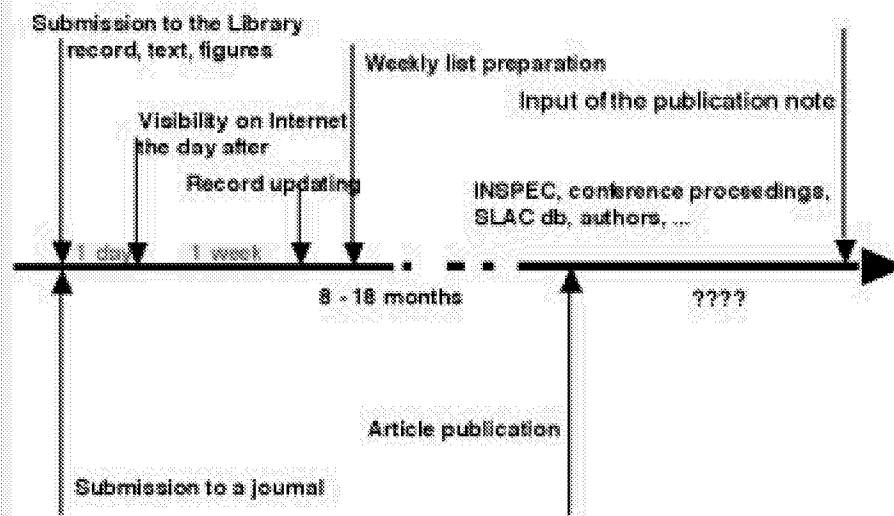 Submission to the Library
record, text, figures
Weekly list preparation
Input of the publication note
Visibility on Internet
the day after
Record updating
INSPEC, conference proceedings,
SLAC db, authors, ...
1 day
1 week
8 - 18 months
????
Article publication
Submission to a journal